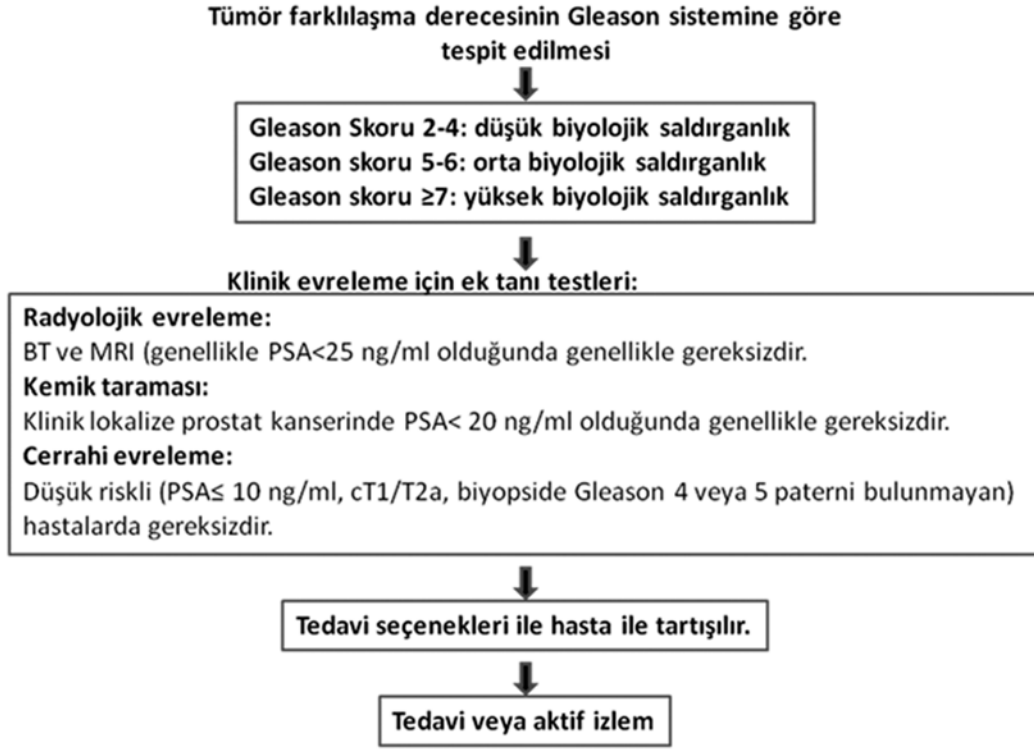 Tümör farklılaşma derecesinin Gleason sistemine göre
tespit edilmesi
Gleason Skoru 2-4: düşük biyolojik saldırganlık
Gleason skoru 5-6: orta biyolojik saldırganlık
Gleason skoru ≥7: yüksek biyolojik saldırganlık
Klinik evreleme için ek tanı testleri:
Radyolojik evreleme:
BT ve MRI (genellikle PSA<25 ng/ml olduğunda genellikle gereksizdir.
Kemik taraması:
Klinik lokalize prostat kanserinde PSA< 20 ng/ml olduğunda genellikle gereksizdir.
Cerrahi evreleme:
Düşük riskli (PSA≤ 10 ng/ml, cT1/T2a, biyopside Gleason 4 veya 5 paterni bulunmayan)
hastalarda gereksizdir.
Tedavi seçenekleri ile hasta ile tartışılır.
Tedavi veya aktif izlem